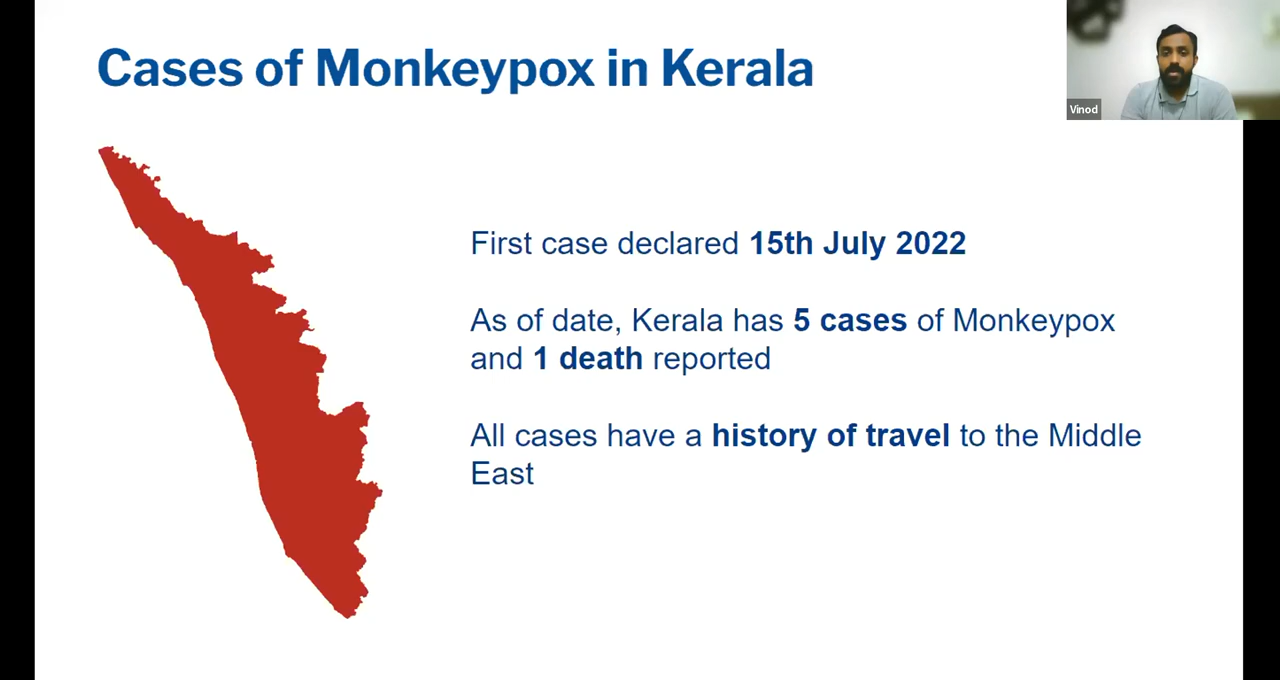 Cases of Monkeypox in Kerala
Vinod
First case declared 15th July 2022
As of date, Kerala has 5 cases of Monkeypox
and 1 death reported
All cases have a history of travel to the Middle
East